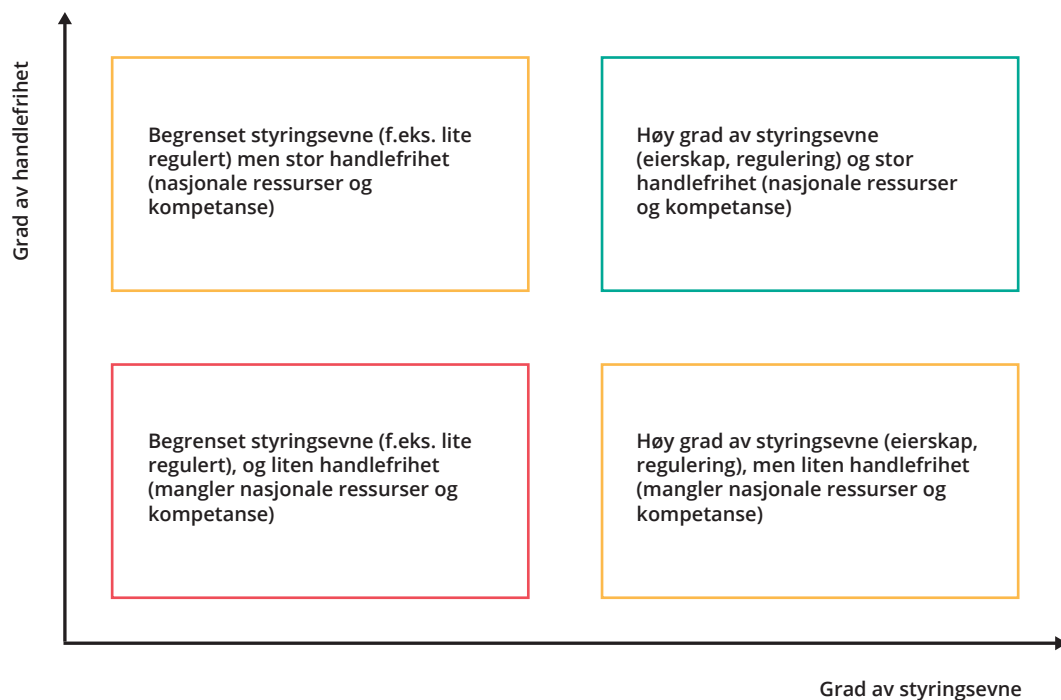 Grad av handlefrihet
Begrenset styringsevne (f.eks. lite
regulert) men stor handlefrihet
(nasjonale ressurser og
kompetanse)
Høy grad av styringsevne
(eierskap, regulering) og stor
handlefrihet (nasjonale ressurser
og kompetanse)
Begrenset styringsevne (f.eks. lite
regulert), og liten handlefrihet
(mangler nasjonale ressurser og
kompetanse)
Høy grad av styringsevne (eierskap,
regulering), men liten handlefrihet
(mangler nasjonale ressurser og
kompetanse)
Grad av styringsevne